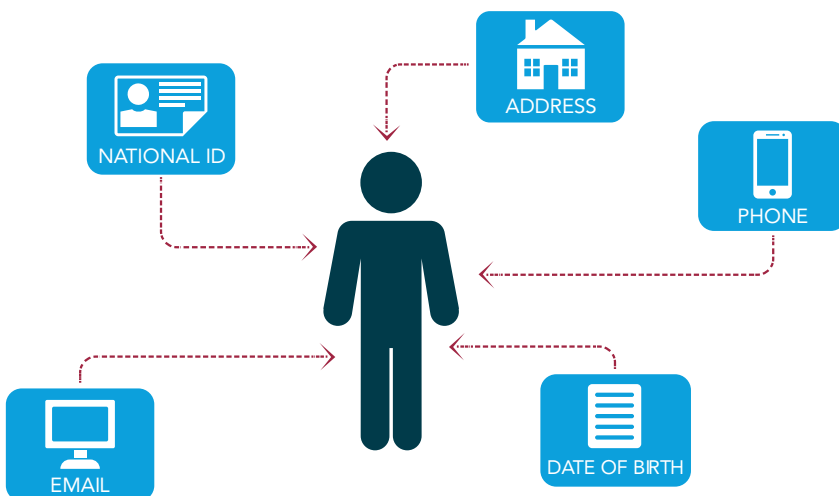 ADDRESS
NATIONAL ID
PHONE
DATE OF BIRTH
EMAIL